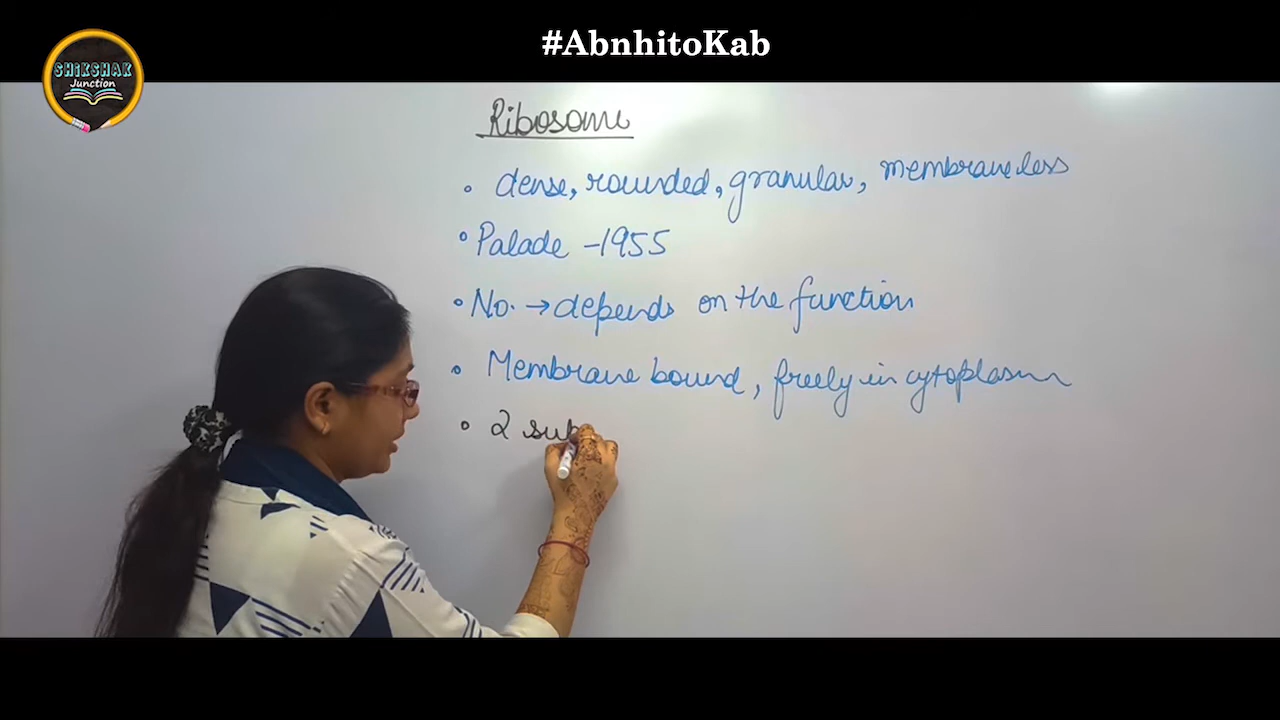 #AbnhitoKab
SHIKSHAK
Junction
Ribosome
dense, rounded, granular, membraneless
Palade - 1955
No. → depends on the function
Membrane bound, freely in cytoplasm
2 sub